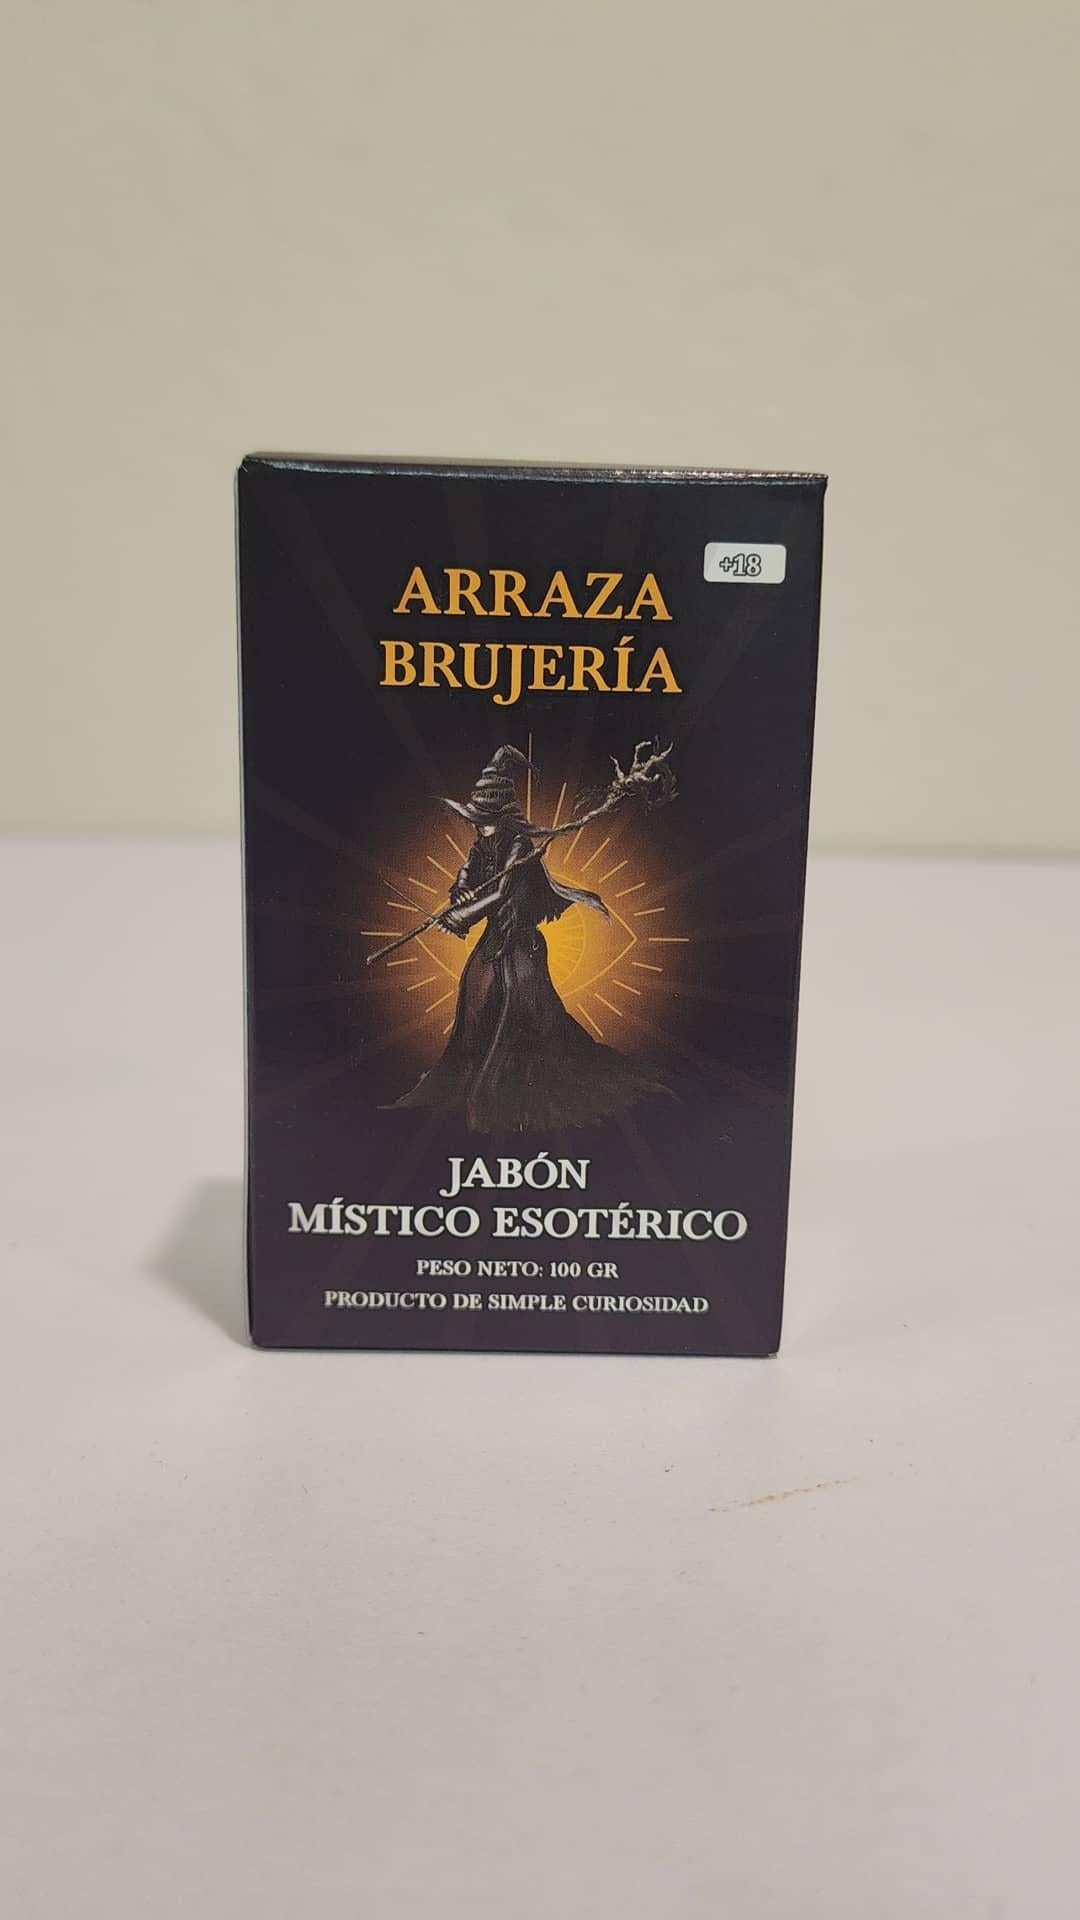 +18
ARRAZA
BRUJERÍA
JABÓN
MÍSTICO ESOTÉRICO
PESO NETO: 100 GR
PRODUCTO DE SIMPLE CURIOSIDAD